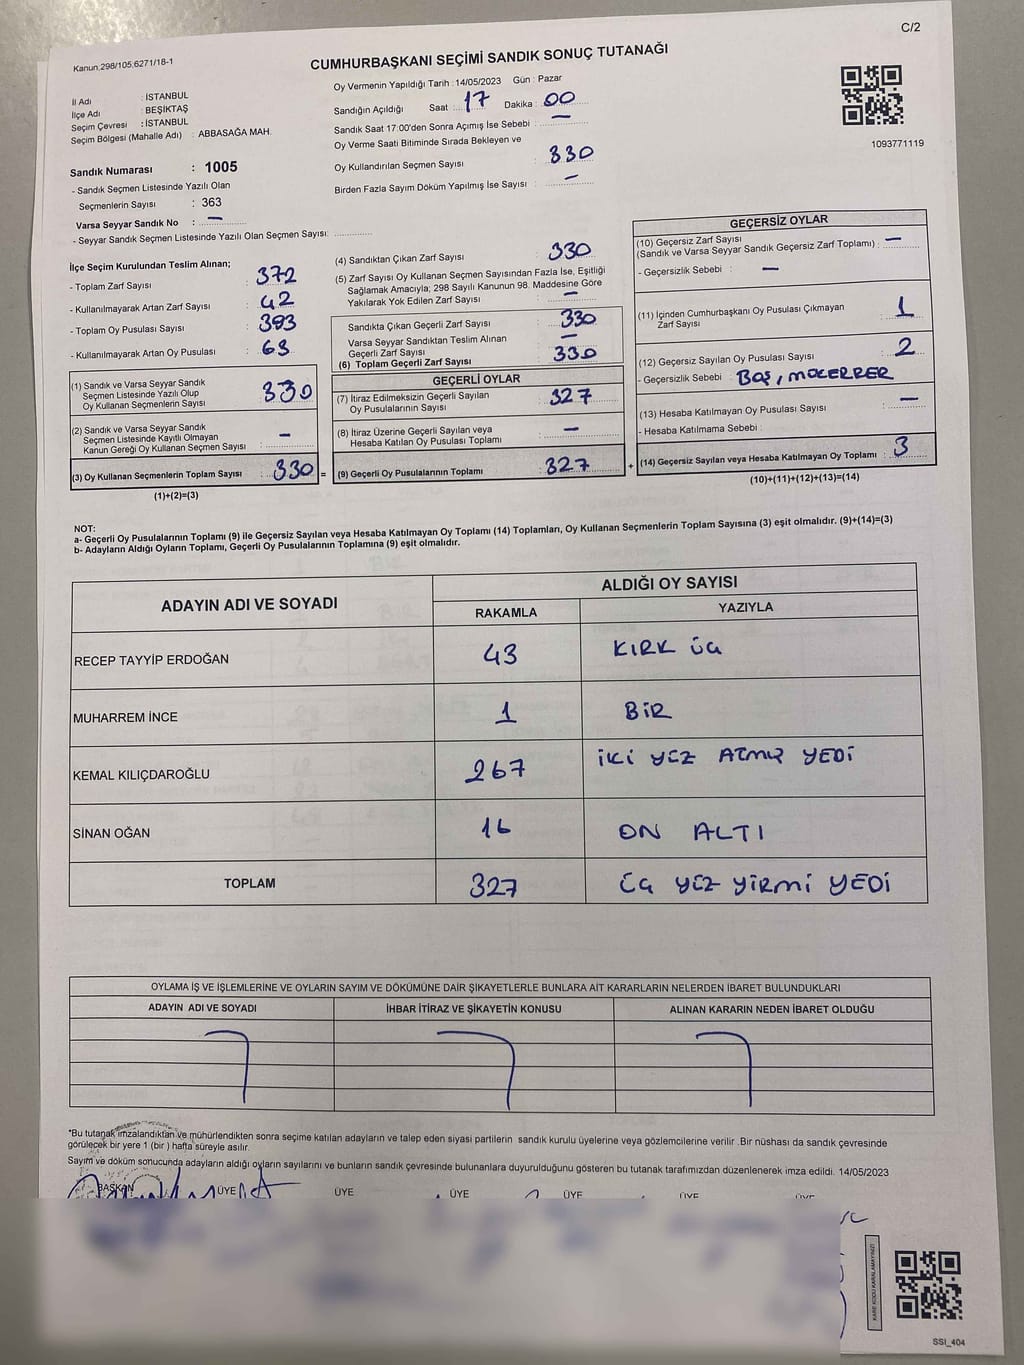 C/2
Kanun 298/105;6271/18-1
CUMHURBAŞKANI SEÇİMİ SANDIK SONUÇ TUTANAĞI
İl Adı : İSTANBUL
İlçe Adı : BEŞİKTAŞ
Seçim Çevresi : İSTANBUL
Seçim Bölgesi (Mahalle Adı) : ABBASAĞA MAH.
Oy Vermenin Yapıldığı Tarih : 14/05/2023 Gün : Pazar
Sandığın Açıldığı Saat : 17 Dakika : 00
Sandık Saat 17:00'den Sonra Açımış İse Sebebi : —
Oy Verme Saati Bitiminde Sırada Bekleyen ve
Oy Kullandırılan Seçmen Sayısı : 330
Birden Fazla Sayım Döküm Yapılmış İse Sayısı : —
1093771119
Sandık Numarası : 1005
- Sandık Seçmen Listesinde Yazılı Olan
Seçmenlerin Sayısı : 363
Varsa Seyyar Sandık No : —
- Seyyar Sandık Seçmen Listesinde Yazılı Olan Seçmen Sayısı:
İlçe Seçim Kurulundan Teslim Alınan;
- Toplam Zarf Sayısı : 372
- Kullanılmayarak Artan Zarf Sayısı : 42
- Toplam Oy Pusulası Sayısı : 393
- Kullanılmayarak Artan Oy Pusulası : 63
(1) Sandık ve Varsa Seyyar Sandık
Seçmen Listesinde Yazılı Olup
Oy Kullanan Seçmenlerin Sayısı : 330
(2) Sandık ve Varsa Seyyar Sandık
Seçmen Listesinde Kayıtlı Olmayan
Kanun Gereği Oy Kullanan Seçmen Sayısı : —
(3) Oy Kullanan Seçmenlerin Toplam Sayısı : 330 =
(1)+(2)=(3)
(4) Sandıktan Çıkan Zarf Sayısı : 330
(5) Zarf Sayısı Oy Kullanan Seçmen Sayısından Fazla İse, Eşitliği
Sağlamak Amacıyla; 298 Sayılı Kanunun 98. Maddesine Göre
Yakılarak Yok Edilen Zarf Sayısı : —
Sandıkta Çıkan Geçerli Zarf Sayısı : 330
Varsa Seyyar Sandıktan Teslim Alınan
Geçerli Zarf Sayısı : —
(6) Toplam Geçerli Zarf Sayısı : 330
GEÇERLİ OYLAR
(7) İtiraz Edilmeksizin Geçerli Sayılan
Oy Pusulalarının Sayısı : 327
(8) İtiraz Üzerine Geçerli Sayılan veya
Hesaba Katılan Oy Pusulası Toplamı : —
(9) Geçerli Oy Pusulalarının Toplamı : 327 +
GEÇERSİZ OYLAR
(10) Geçersiz Zarf Sayısı
(Sandık ve Varsa Seyyar Sandık Geçersiz Zarf Toplamı) : —
- Geçersizlik Sebebi : —
(11) İçinden Cumhurbaşkanı Oy Pusulası Çıkmayan
Zarf Sayısı : 1
(12) Geçersiz Sayılan Oy Pusulası Sayısı : 2
- Geçersizlik Sebebi : BOŞ, MÜCERRER
(13) Hesaba Katılmayan Oy Pusulası Sayısı : —
- Hesaba Katılmama Sebebi :
(14) Geçersiz Sayılan veya Hesaba Katılmayan Oy Toplamı : 3
(10)+(11)+(12)+(13)=(14)
NOT:
a- Geçerli Oy Pusulalarının Toplamı (9) ile Geçersiz Sayılan veya Hesaba Katılmayan Oy Toplamı (14) Toplamları, Oy Kullanan Seçmenlerin Toplam Sayısına (3) eşit olmalıdır. (9)+(14)=(3)
b- Adayların Aldığı Oyların Toplamı, Geçerli Oy Pusulalarının Toplamına (9) eşit olmalıdır.
ADAYIN ADI VE SOYADI
ALDIĞI OY SAYISI
RAKAMLA YAZIYLA
RECEP TAYYİP ERDOĞAN 43 KIRK ÜÇ
MUHARREM İNCE 1 BİR
KEMAL KILIÇDAROĞLU 267 İKİ YÜZ ATMIŞ YEDİ
SİNAN OĞAN 16 ON ALTI
TOPLAM 327 ÜÇ YÜZ YİRMİ YEDİ
OYLAMA İŞ VE İŞLEMLERİNE VE OYLARIN SAYIM VE DÖKÜMÜNE DAİR ŞİKAYETLERLE BUNLARA AİT KARARLARIN NELERDEN İBARET BULUNDUKLARI
ADAYIN ADI VE SOYADI İHBAR İTİRAZ VE ŞİKAYETİN KONUSU ALINAN KARARIN NEDEN İBARET OLDUĞU
*Bu tutanak imzalandıktan ve mühürlendikten sonra seçime katılan adayların ve talep eden siyasi partilerin sandık kurulu üyelerine veya gözlemcilerine verilir .Bir nüshası da sandık çevresinde
görülecek bir yere 1 (bir ) hafta süreyle asılır.
Sayım ve döküm sonucunda adayların aldığı oyların sayılarını ve bunların sandık çevresinde bulunanlara duyurulduğunu gösteren bu tutanak tarafımızdan düzenlenerek imza edildi. 14/05/2023
BAŞKAN ÜYE ÜYE ÜYE ÜYE ÜYE ÜYE
KARE KODU KARALAMAYINIZ!
SSI_404